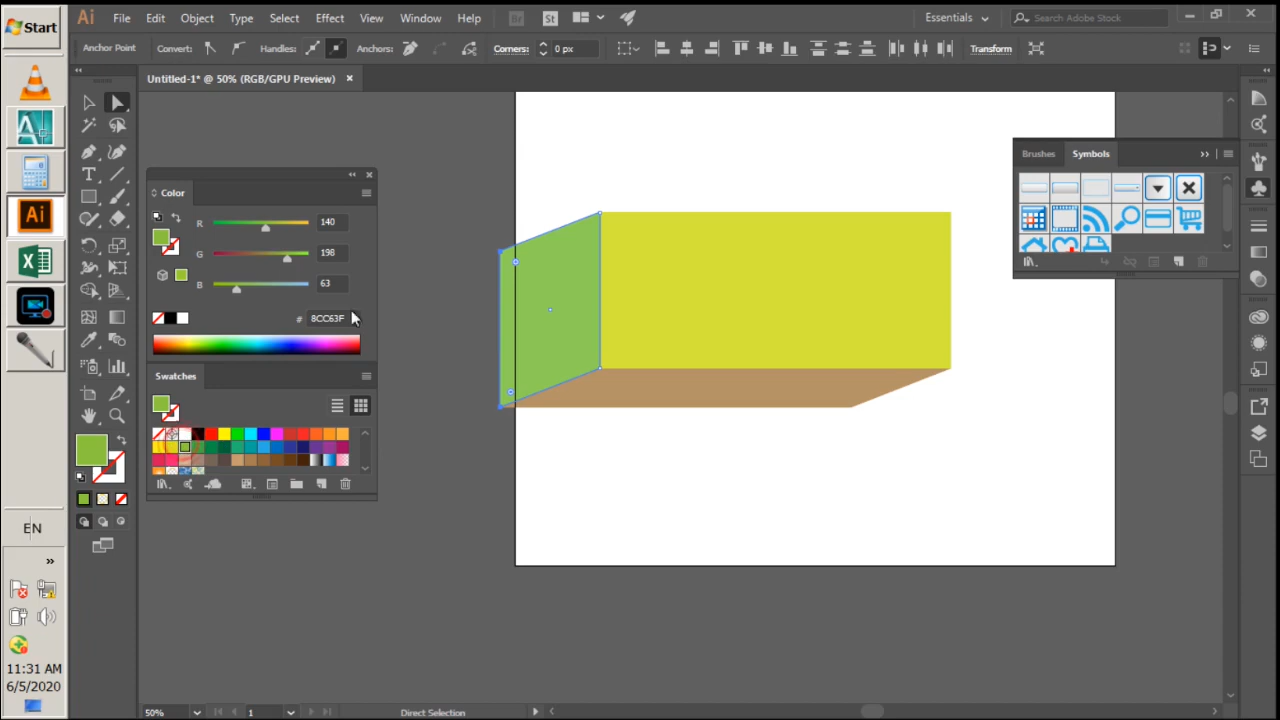 Start
Ai
File
Edit
Object
Type
Select
Effect
View
Window
Help
Br
St
Essentials
Search Adobe Stock
Anchor Point
Convert:
Handles:
Anchors:
Corners:
0 px
Transform
Untitled-1* @ 50% (RGB/GPU Preview)
Brushes
Symbols
Color
R
140
G
198
B
63
#
8CC63F
Swatches
Ai
T
EN
11:31 AM
6/5/2020
50%
1
Direct Selection